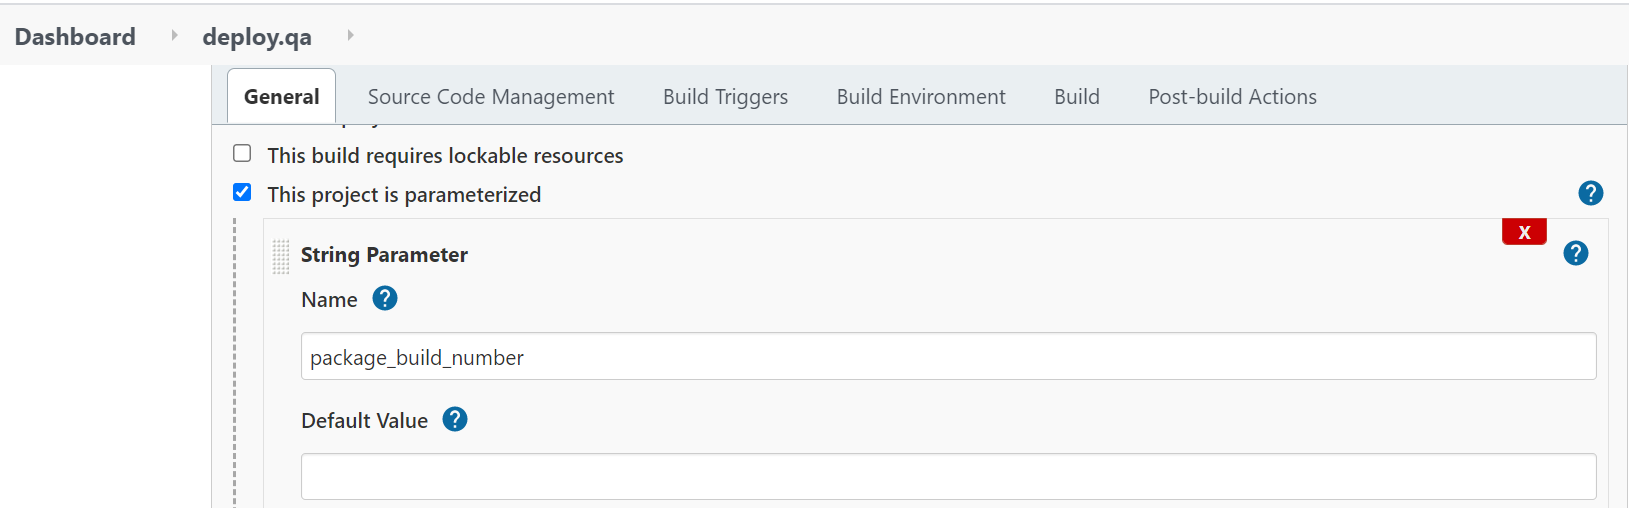 Dashboard deploy.qa
General Source Code Management Build Triggers Build Environment Build Post-build Actions
This build requires lockable resources
This project is parameterized ?
X
String Parameter ?
Name ?
package_build_number
Default Value ?